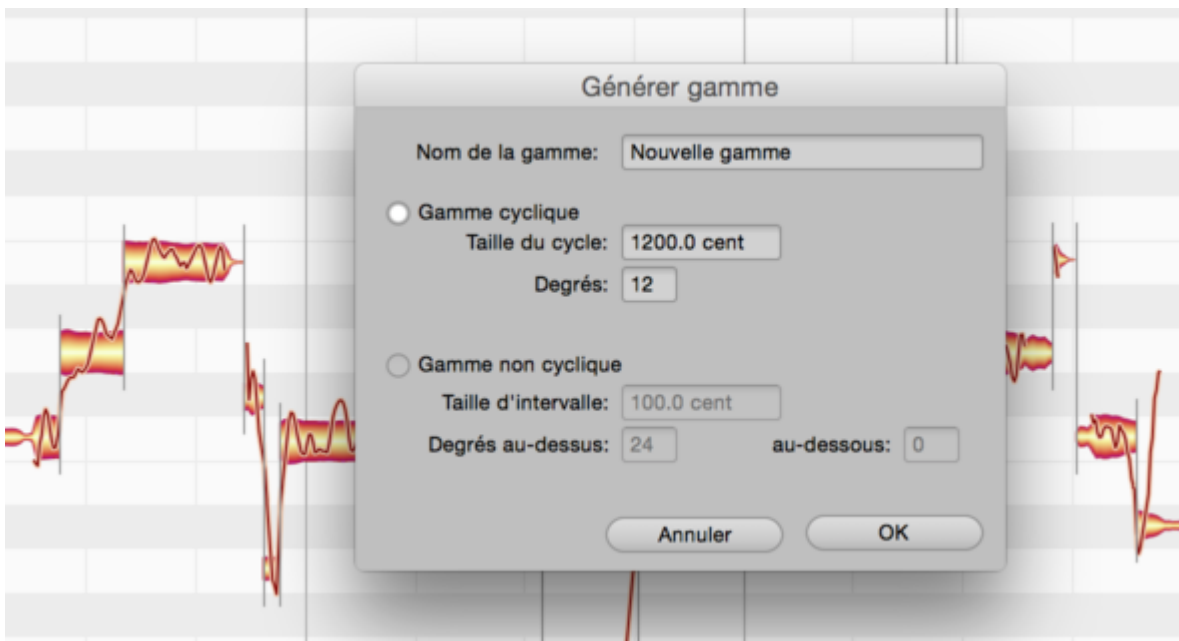 Générer gamme
Nom de la gamme: Nouvelle gamme
Gamme cyclique
Taille du cycle: 1200.0 cent
Degrés: 12
Gamme non cyclique
Taille d'intervalle: 100.0 cent
Degrés au-dessus: 24 au-dessous: 0
Annuler OK